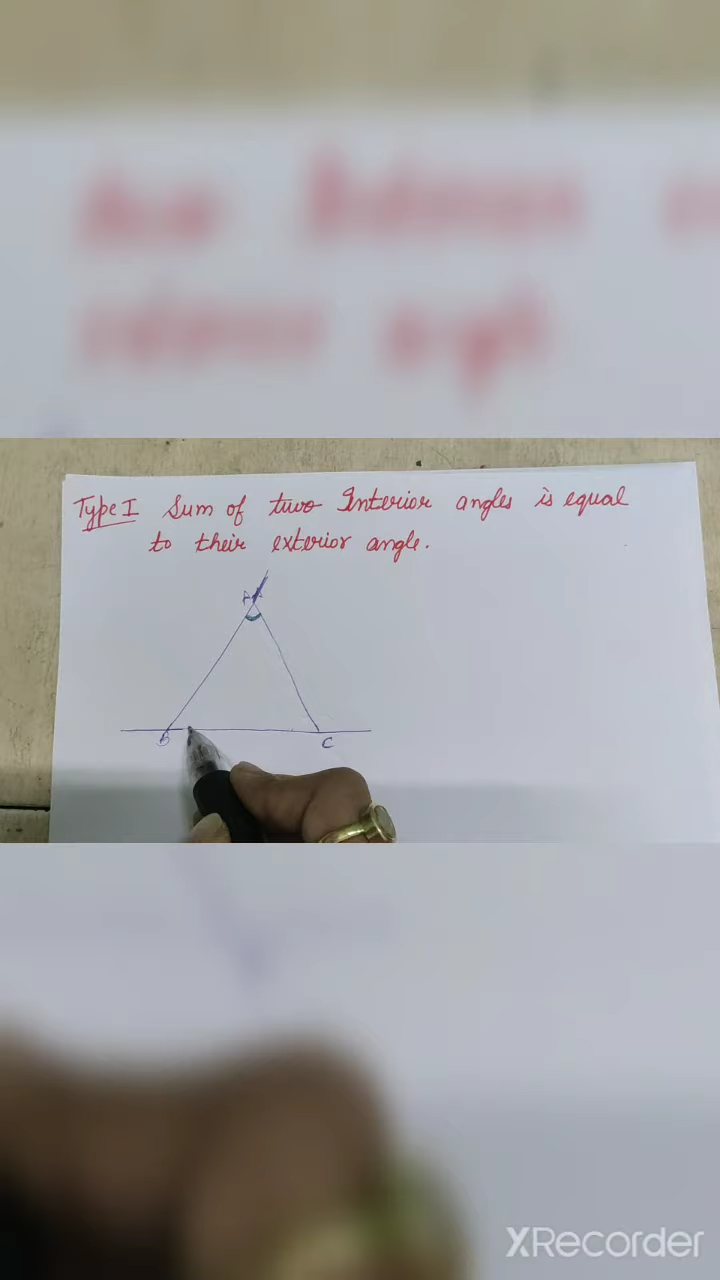 Type I Sum of two Interior angles is equal
to their exterior angle.
A
B
C
XRecorder